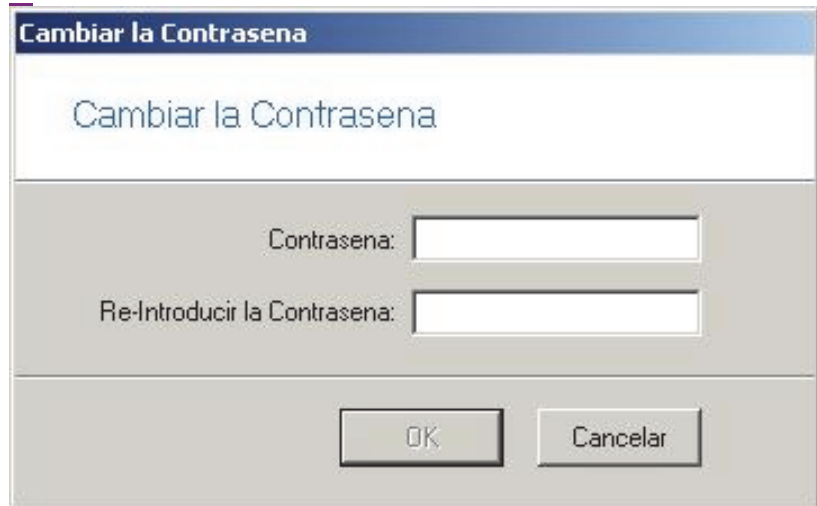 Cambiar la Contrasena
Cambiar la Contrasena
Contrasena:
Re-Introducir la Contrasena:
OK Cancelar